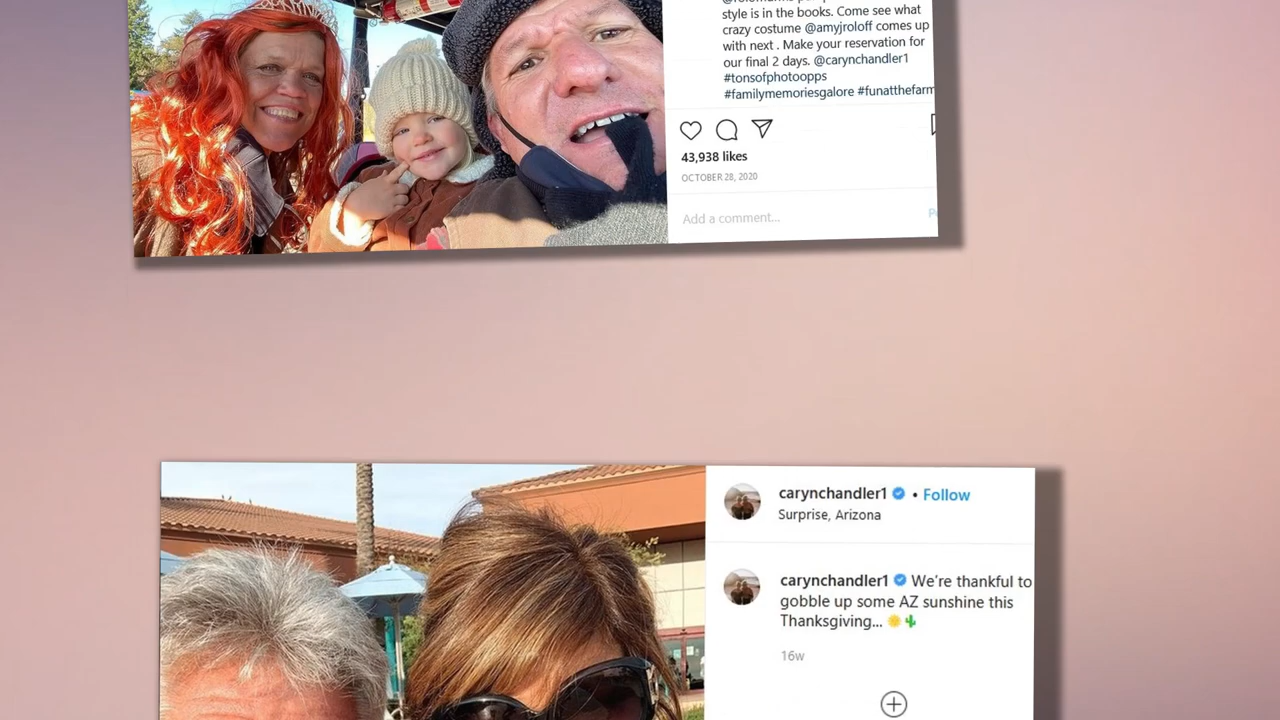 style is in the books. Come see what
crazy costume @amyjroloff comes up
with next . Make your reservation for
our final 2 days. @carynchandler1
#tonsofphotoopps
#familymemoriesgalore #funatthefarm
43,938 likes
OCTOBER 28, 2020
Add a comment...
carynchandler1 • Follow
Surprise, Arizona
carynchandler1 We're thankful to
gobble up some AZ sunshine this
Thanksgiving... 🌞🌵
16w